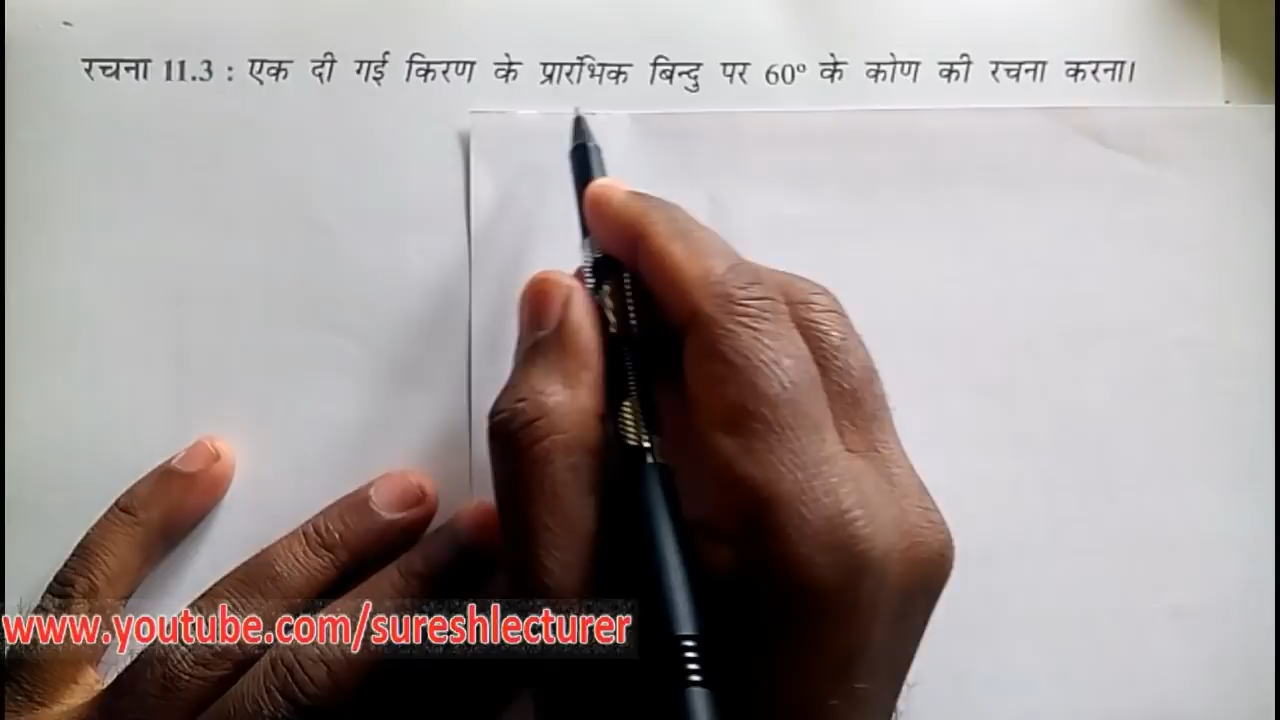 रचना 11.3 : एक दी गई किरण के प्रारंभिक बिन्दु पर 60° के कोण की रचना करना।
www.youtube.com/sureshlecturer